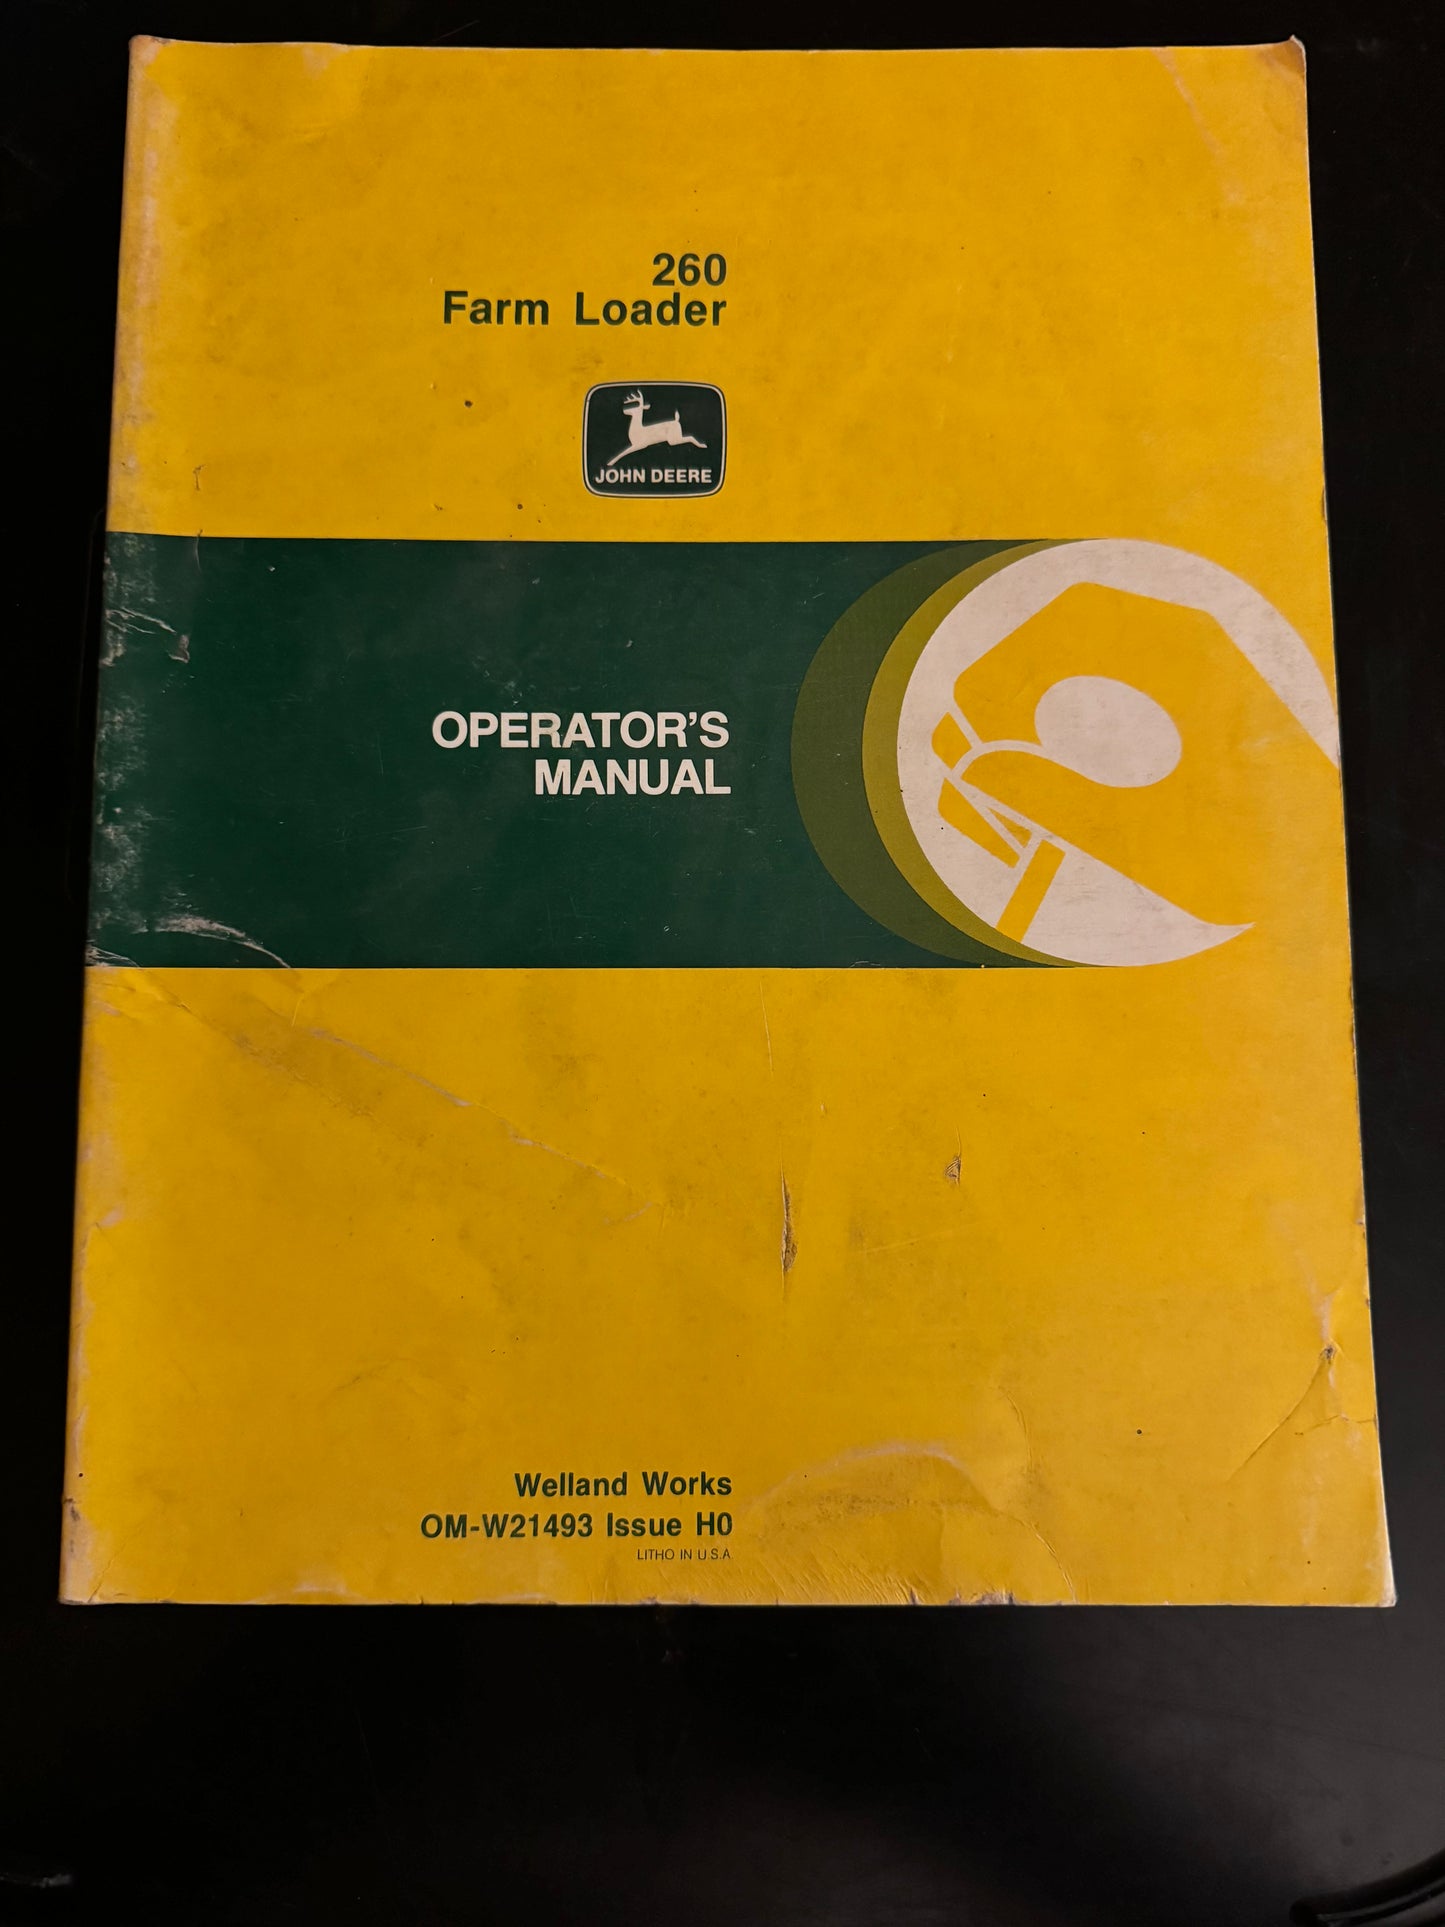 260
Farm Loader
JOHN DEERE
OPERATOR'S
MANUAL
Welland Works
OM-W21493 Issue H0
LITHO IN U.S.A.